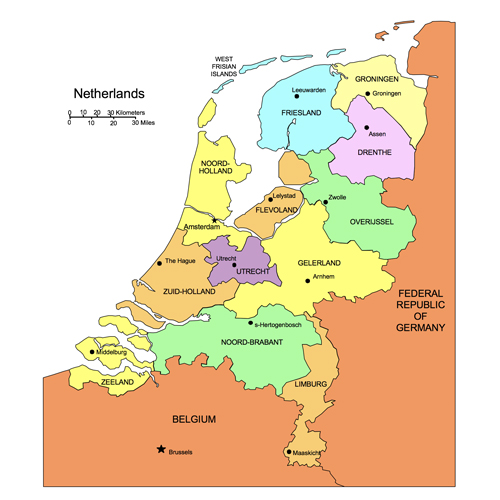 WEST
FRISIAN
ISLANDS
GRONINGEN
Groningen
Leeuwarden
FRIESLAND
Netherlands
0 10 20 30 Kilometers
0 10 20 30 Miles
Assen
DRENTHE
NOORD-
HOLLAND
Lelystad
Zwolle
FLEVOLAND
OVERIJSSEL
Amsterdam
Utrecht
UTRECHT
The Hague
GELERLAND
Arnhem
ZUID-HOLLAND
FEDERAL
REPUBLIC
OF
GERMANY
s-Hertogenbosch
NOORD-BRABANT
Middelburg
ZEELAND
LIMBURG
BELGIUM
Brussels
Maaskicht